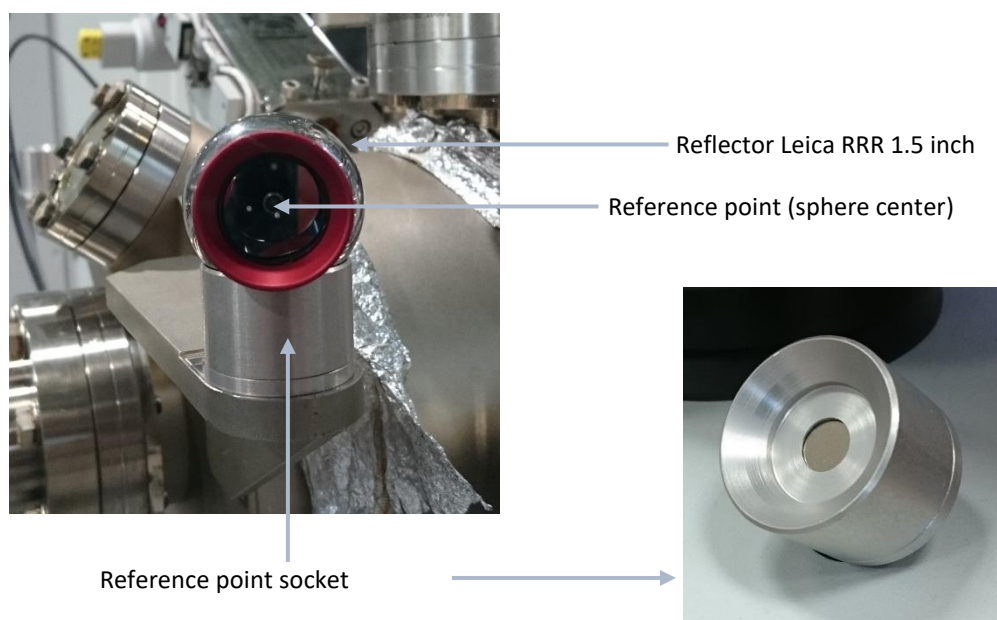 Reflector Leica RRR 1.5 inch
Reference point (sphere center)
Reference point socket